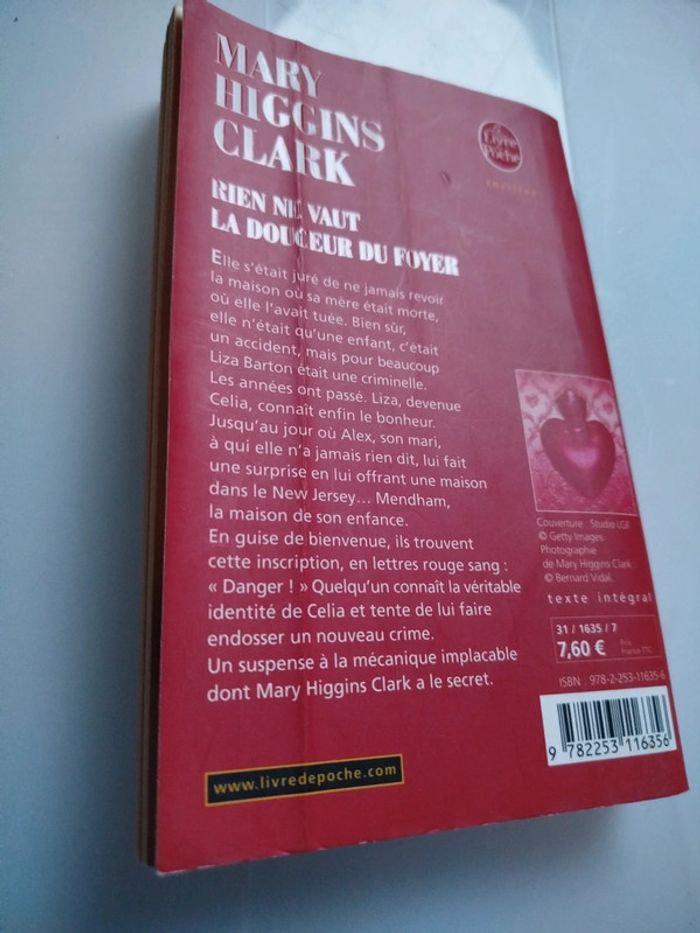 MARY
HIGGINS
CLARK
Le Livre de Poche
thriller
RIEN NE VAUT
LA DOUCEUR DU FOYER
Elle s'était juré de ne jamais revoir
la maison où sa mère était morte,
où elle l'avait tuée. Bien sûr,
elle n'était qu'une enfant, c'était
un accident, mais pour beaucoup
Liza Barton était une criminelle.
Les années ont passé. Liza, devenue
Celia, connaît enfin le bonheur.
Jusqu'au jour où Alex, son mari,
à qui elle n'a jamais rien dit, lui fait
une surprise en lui offrant une maison
dans le New Jersey... Mendham,
la maison de son enfance.
En guise de bienvenue, ils trouvent
cette inscription, en lettres rouge sang :
« Danger ! » Quelqu'un connaît la véritable
identité de Celia et tente de lui faire
endosser un nouveau crime.
Un suspense à la mécanique implacable
dont Mary Higgins Clark a le secret.
Couverture : Studio LGF
© Getty Images.
Photographie
de Mary Higgins Clark :
© Bernard Vidal.
texte intégral
31 / 1635 / 7
7,60 € Prix
France TTC
ISBN : 978-2-253-11635-6
9 782253 116356
www.livredepoche.com